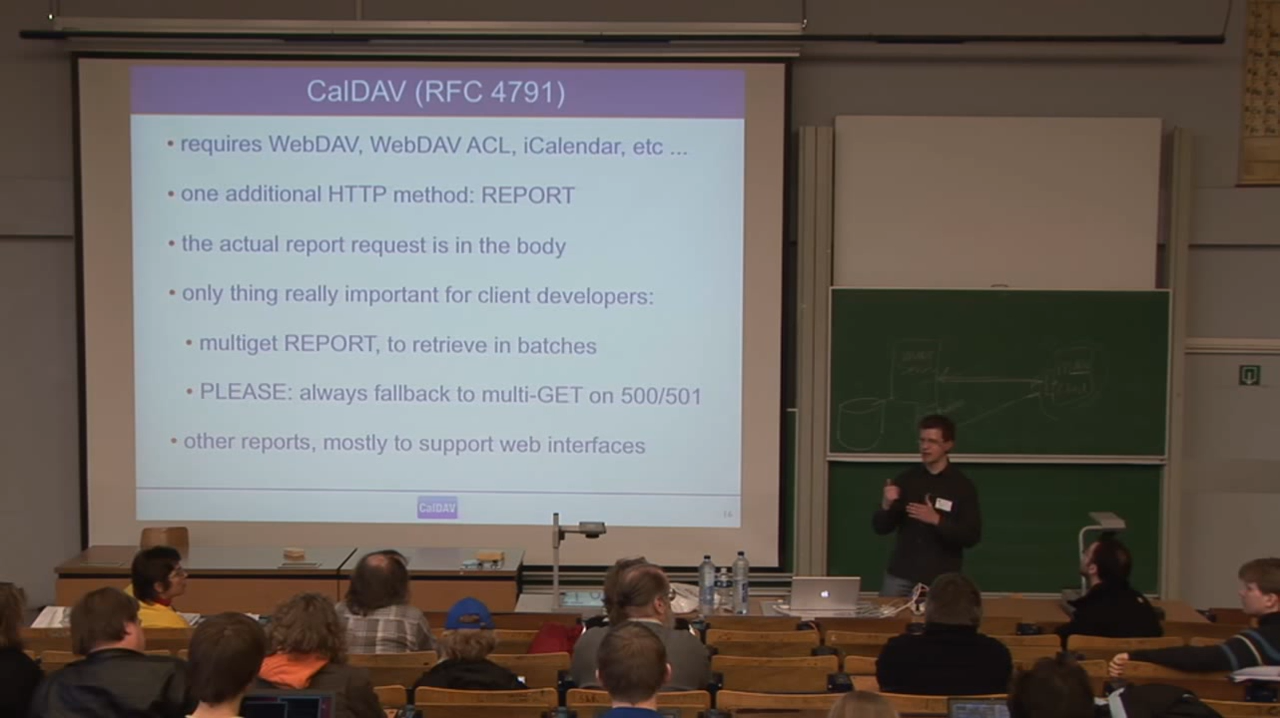 CalDAV (RFC 4791)
• requires WebDAV, WebDAV ACL, iCalendar, etc ...
• one additional HTTP method: REPORT
• the actual report request is in the body
• only thing really important for client developers:
• multiget REPORT, to retrieve in batches
• PLEASE: always fallback to multi-GET on 500/501
• other reports, mostly to support web interfaces
CalDAV